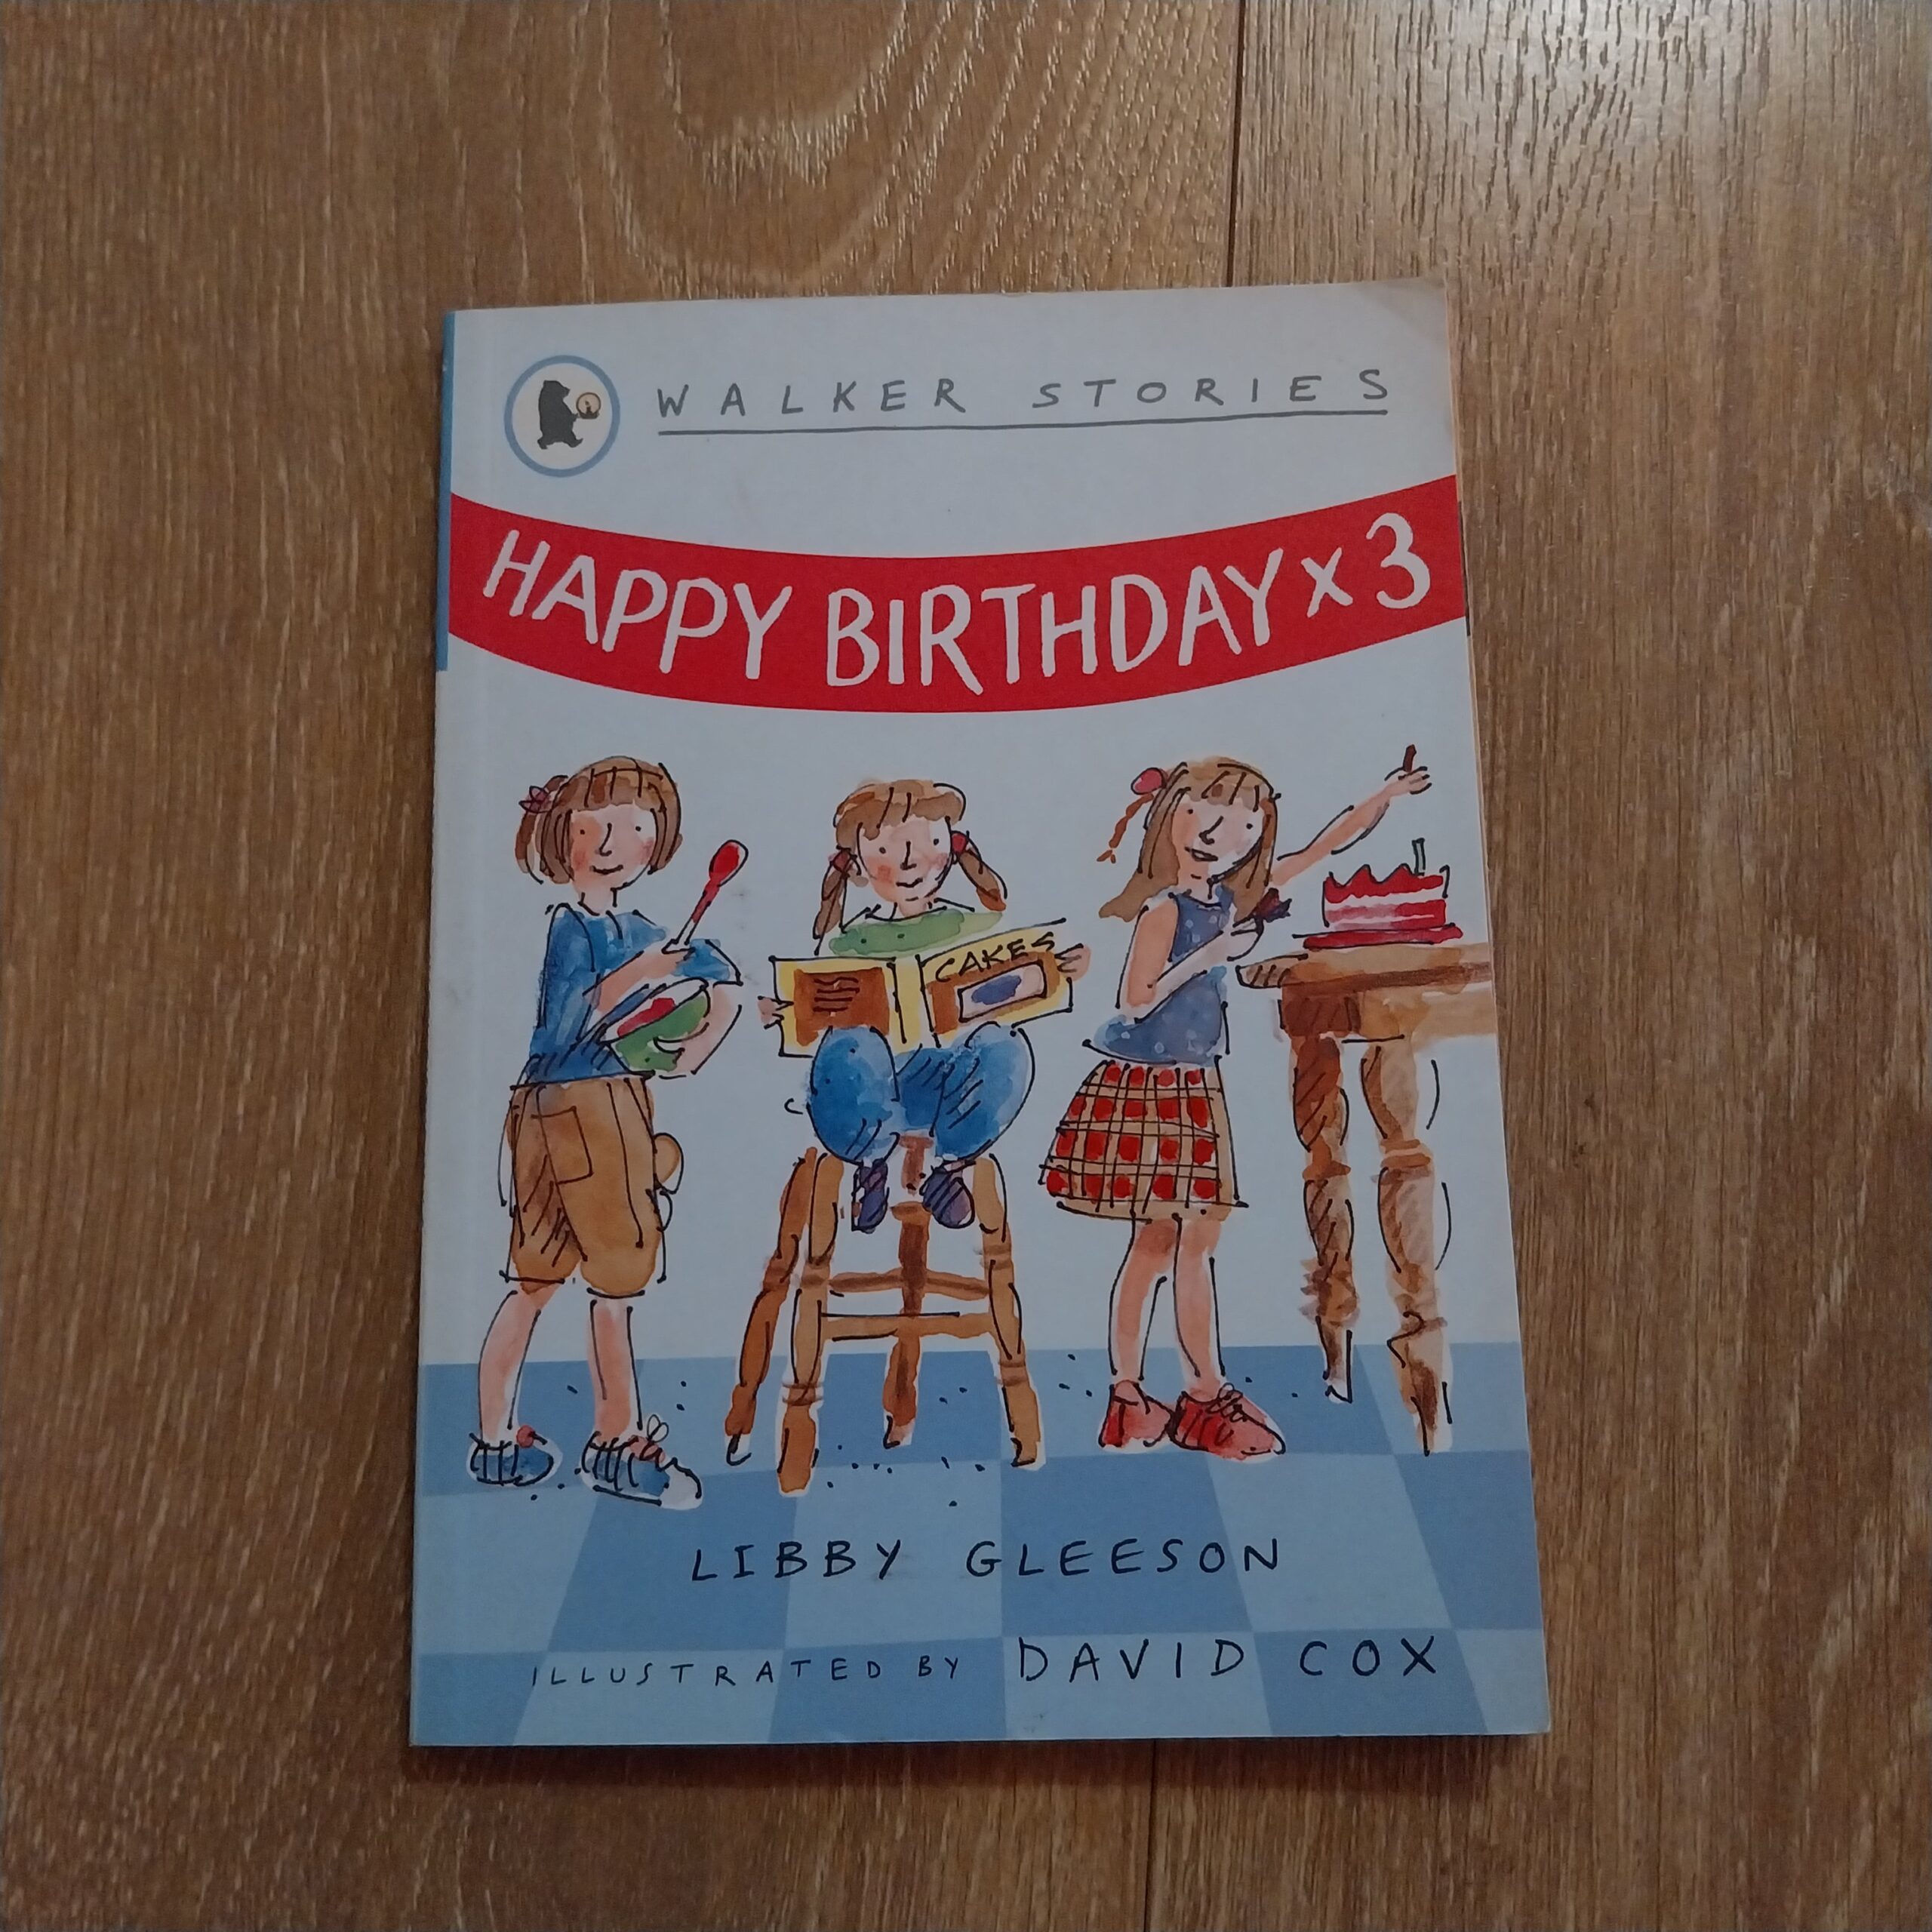 WALKER STORIES
HAPPY BIRTHDAY x 3
CAKES
LIBBY GLEESON
ILLUSTRATED BY DAVID COX